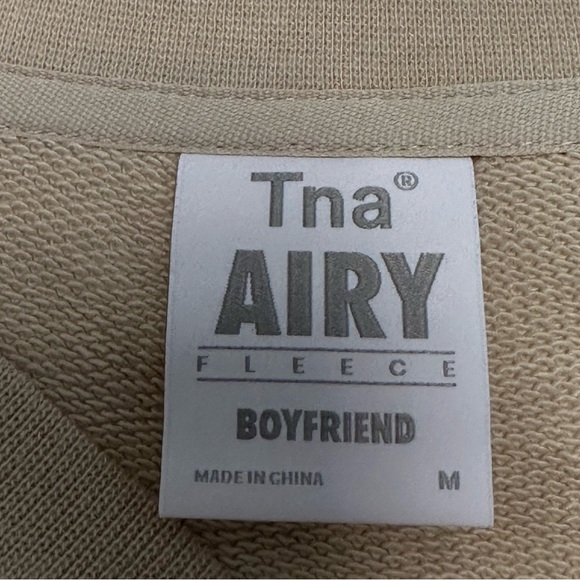 Tna®
AIRY
FLEECE
BOYFRIEND
MADE IN CHINA M